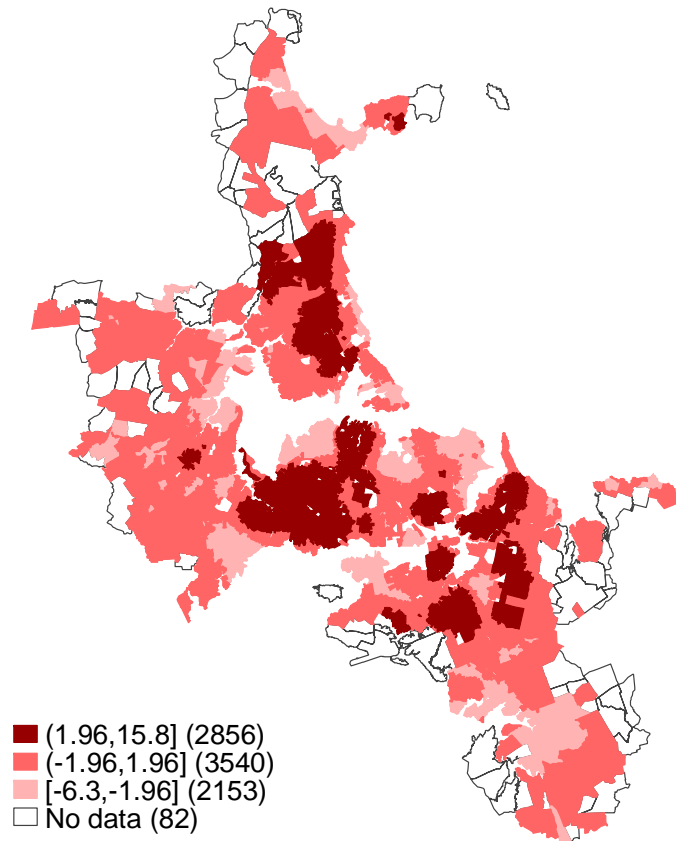 (1.96,15.8] (2856)
(-1.96,1.96] (3540)
[-6.3,-1.96] (2153)
No data (82)